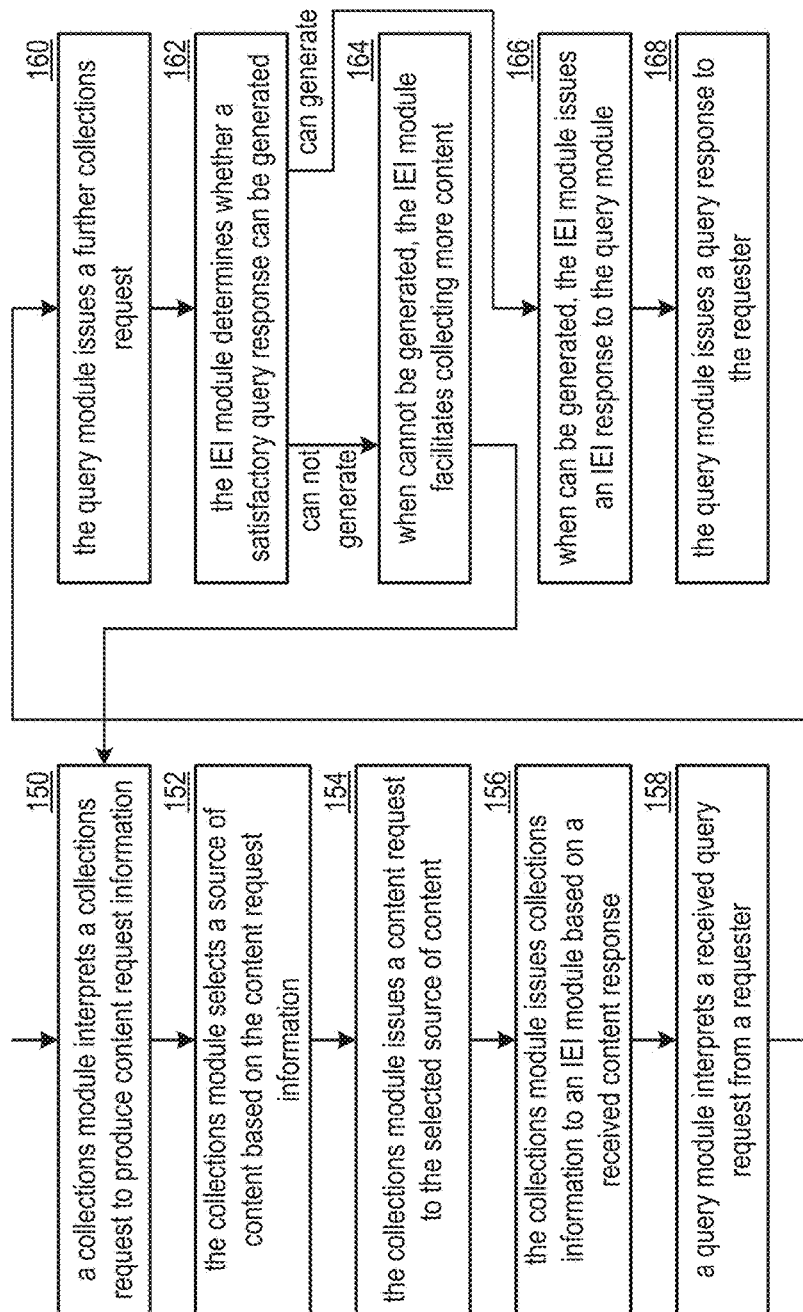 150
a collections module interprets a collections
request to produce content request information
152
the collections module selects a source of
content based on the content request
information
154
the collections module issues a content request
to the selected source of content
156
the collections module issues collections
information to an IEI module based on a
received content response
158
a query module interprets a received query
request from a requester
160
the query module issues a further collections
request
162
the IEI module determines whether a
satisfactory query response can be generated
can not
generate
can generate
164
when cannot be generated, the IEI module
facilitates collecting more content
166
when can be generated, the IEI module issues
an IEI response to the query module
168
the query module issues a query response to
the requester